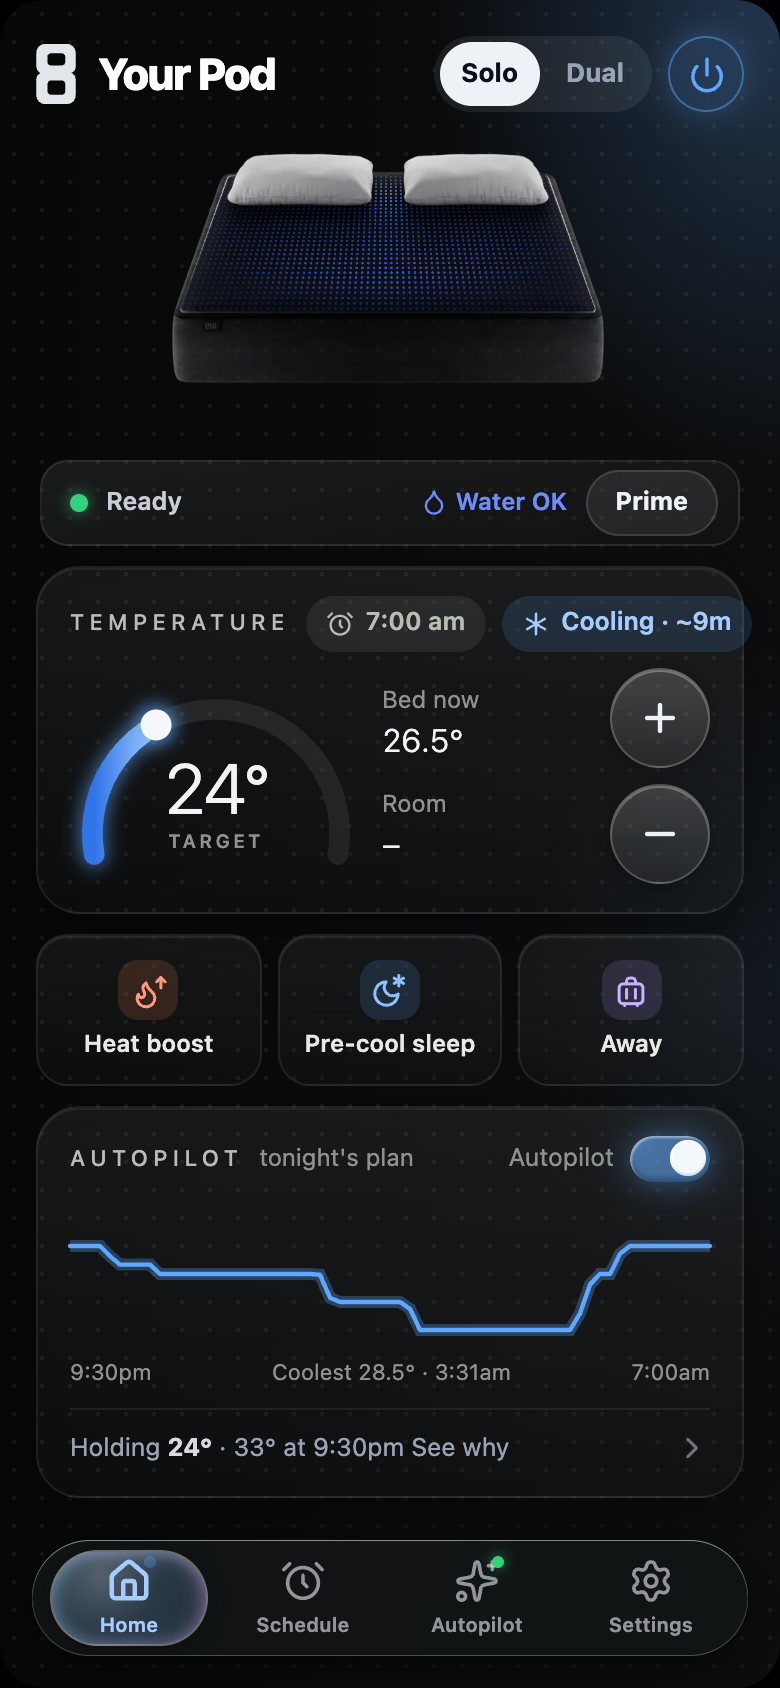 8 Your Pod
Solo Dual
Ready
Water OK
Prime
TEMPERATURE
7:00 am
Cooling · ~9m
24°
TARGET
Bed now
26.5°
Room
–
+
−
Heat boost
Pre-cool sleep
Away
AUTOPILOT tonight's plan
Autopilot
9:30pm
Coolest 28.5° · 3:31am
7:00am
Holding 24° · 33° at 9:30pm See why
Home
Schedule
Autopilot
Settings